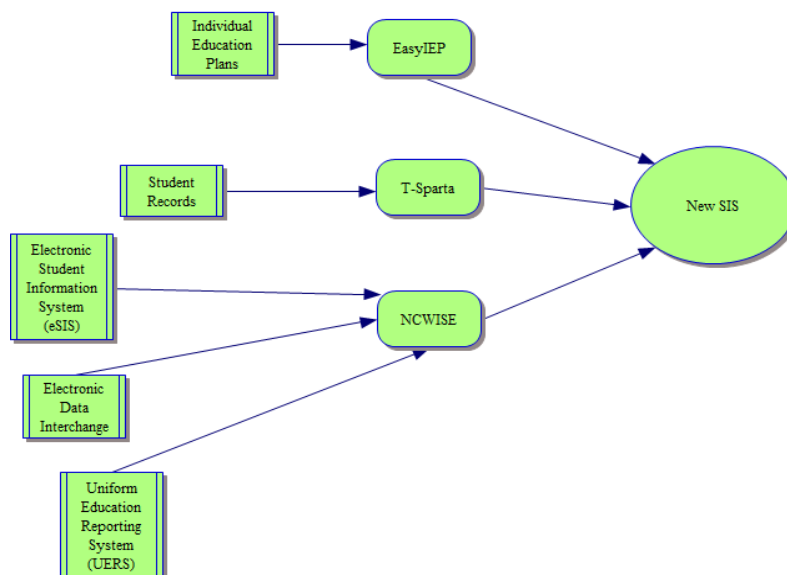 Individual
Education
Plans
EasyIEP
Student
Records
T-Sparta
New SIS
Electronic
Student
Information
System
(eSIS)
NCWISE
Electronic
Data
Interchange
Uniform
Education
Reporting
System
(UERS)